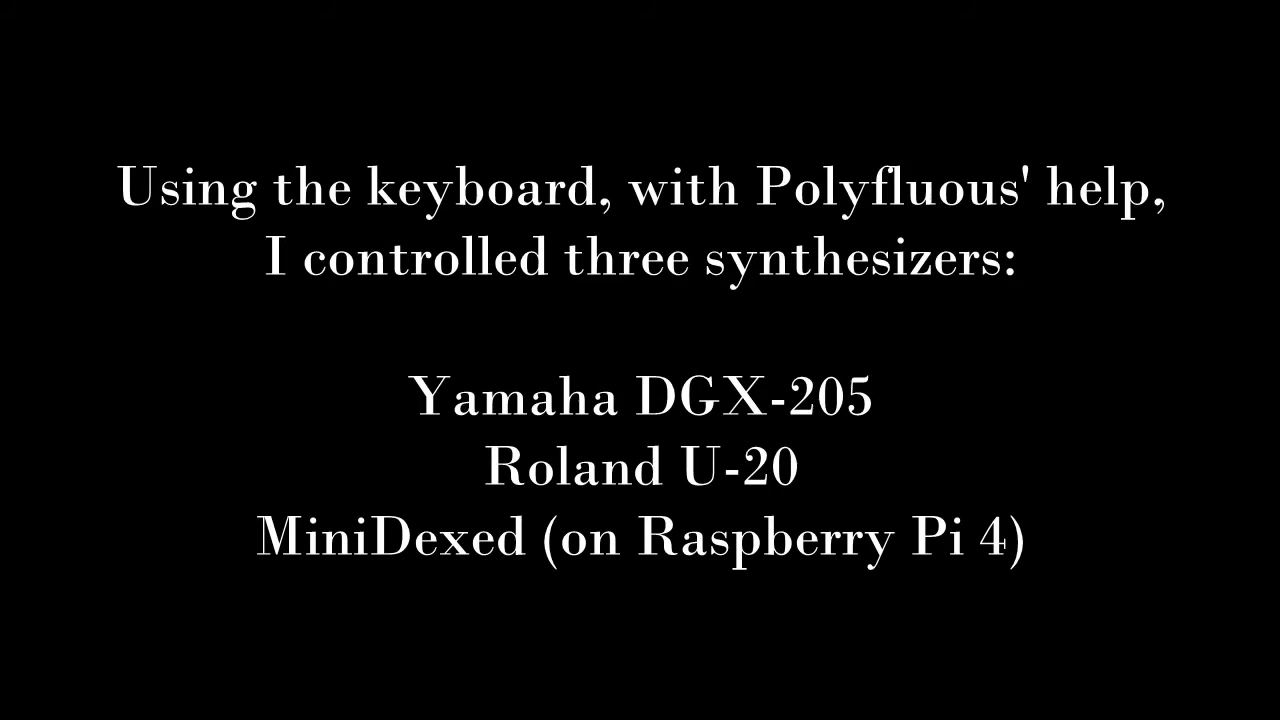 Using the keyboard, with Polyfluous' help,
I controlled three synthesizers:
Yamaha DGX-205
Roland U-20
MiniDexed (on Raspberry Pi 4)